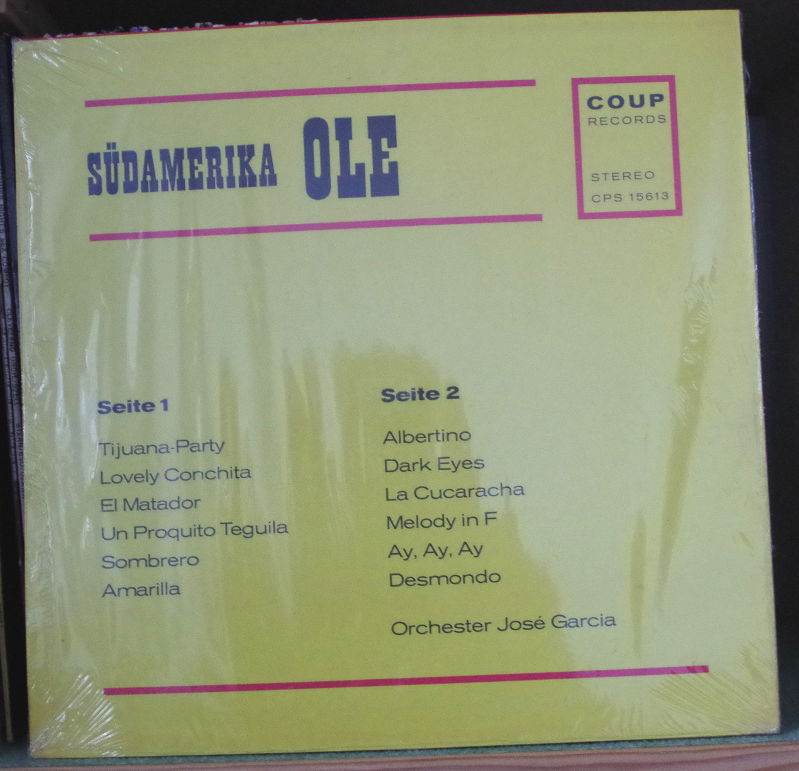 SÜDAMERIKA OLE
COUP
RECORDS
STEREO
CPS 15613
Seite 1
Tijuana-Party
Lovely Conchita
El Matador
Un Proquito Teguila
Sombrero
Amarilla
Seite 2
Albertino
Dark Eyes
La Cucaracha
Melody in F
Ay, Ay, Ay
Desmondo
Orchester José Garcia